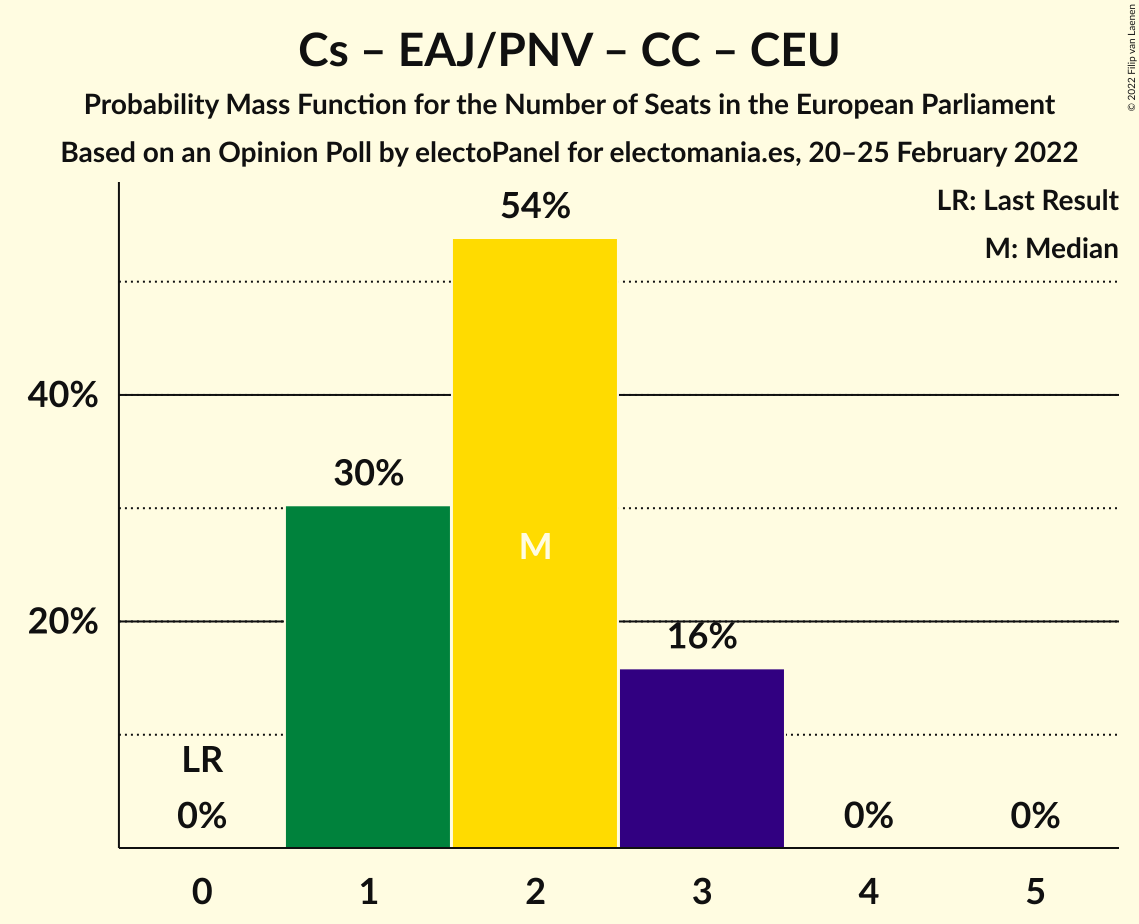 Cs – EAJ/PNV – CC – CEU
Probability Mass Function for the Number of Seats in the European Parliament
Based on an Opinion Poll by electoPanel for electomania.es, 20–25 February 2022
© 2022 Filip van Laenen
LR: Last Result
M: Median
54%
40%
30%
M
20%
16%
LR
0%
0%
0%
0 1 2 3 4 5